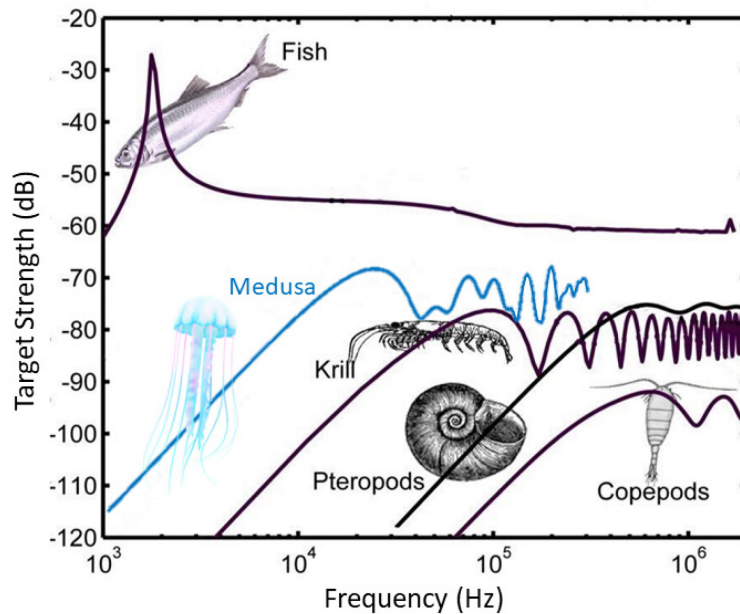 -20
-30
-40
-50
-60
-70
-80
-90
-100
-110
-120
Target Strength (dB)
Fish
Medusa
Krill
Pteropods
Copepods
10³ 10⁴ 10⁵ 10⁶
Frequency (Hz)